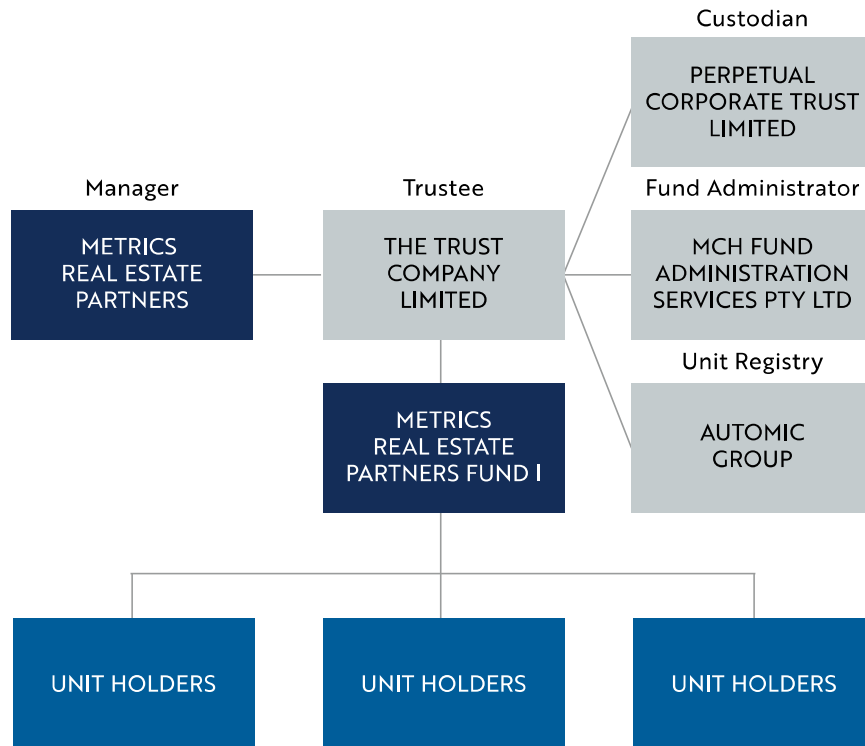 Custodian
PERPETUAL
CORPORATE TRUST
LIMITED
Manager
METRICS
REAL ESTATE
PARTNERS
Trustee
THE TRUST
COMPANY
LIMITED
Fund Administrator
MCH FUND
ADMINISTRATION
SERVICES PTY LTD
Unit Registry
AUTOMIC
GROUP
METRICS
REAL ESTATE
PARTNERS FUND I
UNIT HOLDERS
UNIT HOLDERS
UNIT HOLDERS